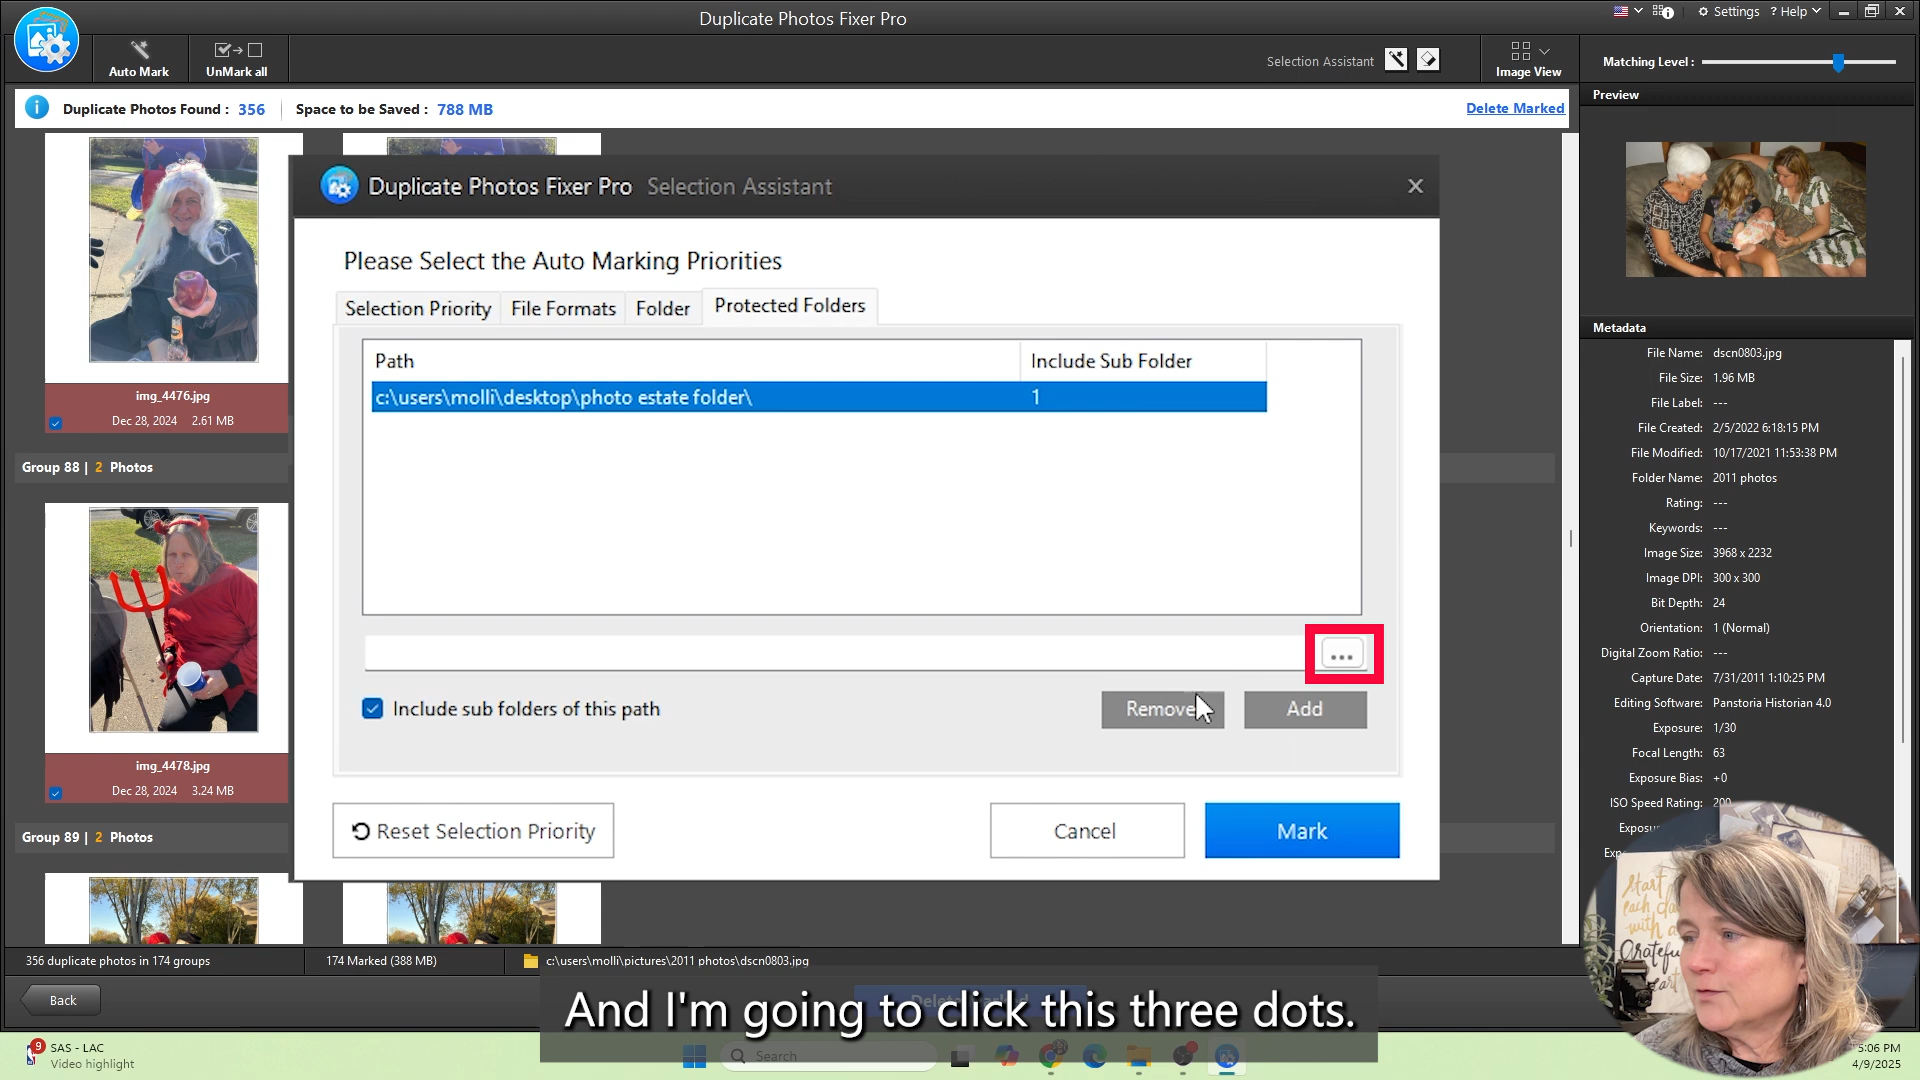 Duplicate Photos Fixer Pro
Settings
? Help
Auto Mark
UnMark all
Selection Assistant
Image View
Matching Level :
Duplicate Photos Found : 356
Space to be Saved : 788 MB
Delete Marked
Preview
Duplicate Photos Fixer Pro Selection Assistant
Please Select the Auto Marking Priorities
Selection Priority
File Formats
Folder
Protected Folders
Path
Include Sub Folder
c:\users\molli\desktop\photo estate folder\
1
...
Include sub folders of this path
Remove
Add
Reset Selection Priority
Cancel
Mark
img_4476.jpg
Dec 28, 2024 2.61 MB
Group 88 | 2 Photos
img_4478.jpg
Dec 28, 2024 3.24 MB
Group 89 | 2 Photos
Metadata
File Name: dscn0803.jpg
File Size: 1.96 MB
File Label: ---
File Created: 2/5/2022 6:18:15 PM
File Modified: 10/17/2021 11:53:38 PM
Folder Name: 2011 photos
Rating: ---
Keywords: ---
Image Size: 3968 x 2232
Image DPI: 300 x 300
Bit Depth: 24
Orientation: 1 (Normal)
Digital Zoom Ratio: ---
Capture Date: 7/31/2011 1:10:25 PM
Editing Software: Panstoria Historian 4.0
Exposure: 1/30
Focal Length: 63
Exposure Bias: +0
ISO Speed Rating: 200
Start
each
with a
Grateful
356 duplicate photos in 174 groups
174 Marked (388 MB)
c:\users\molli\pictures\2011 photos\dscn0803.jpg
Back
And I'm going to click this three dots.
9
SAS - LAC
Video highlight
Search
5:06 PM
4/9/2025